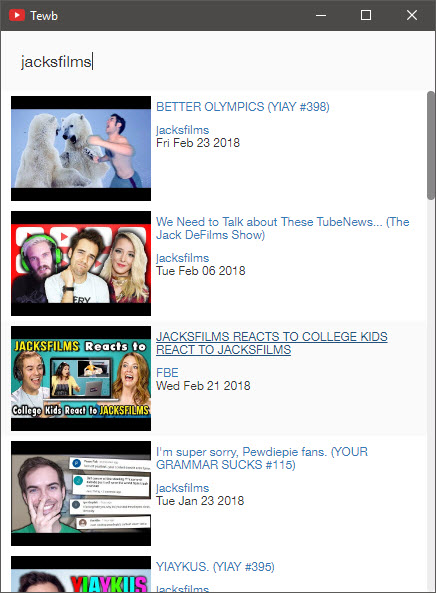 Tewb
jacksfilms
BETTER OLYMPICS (YIAY #398)
jacksfilms
Fri Feb 23 2018
We Need to Talk about These TubeNews... (The
Jack DeFilms Show)
jacksfilms
Tue Feb 06 2018
JACKSFILMS Reacts to
College Kids React to JACKSFILMS
JACKSFILMS REACTS TO COLLEGE KIDS
REACT TO JACKSFILMS
FBE
Wed Feb 21 2018
I'm super sorry, Pewdiepie fans. (YOUR
GRAMMAR SUCKS #115)
jacksfilms
Tue Jan 23 2018
YIAYKUS
YIAYKUS. (YIAY #395)
jacksfilms